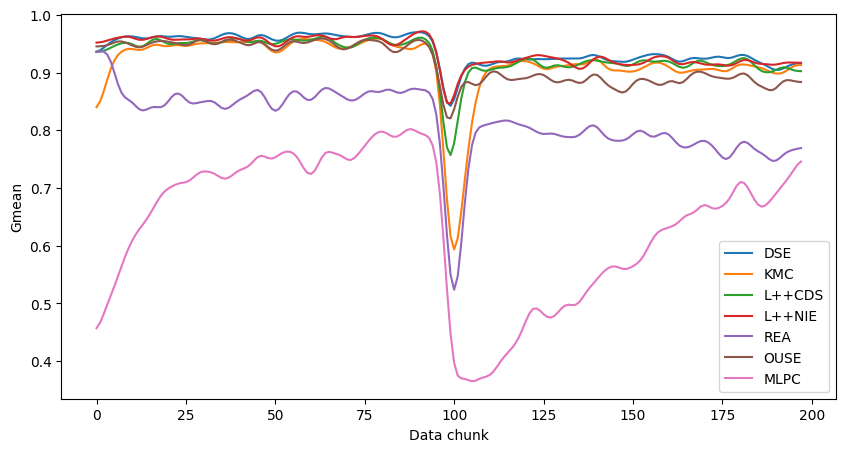 Gmean
1.0
0.9
0.8
0.7
0.6
0.5
0.4
0
25
50
75
100
125
150
175
200
Data chunk
DSE
KMC
L++CDS
L++NIE
REA
OUSE
MLPC